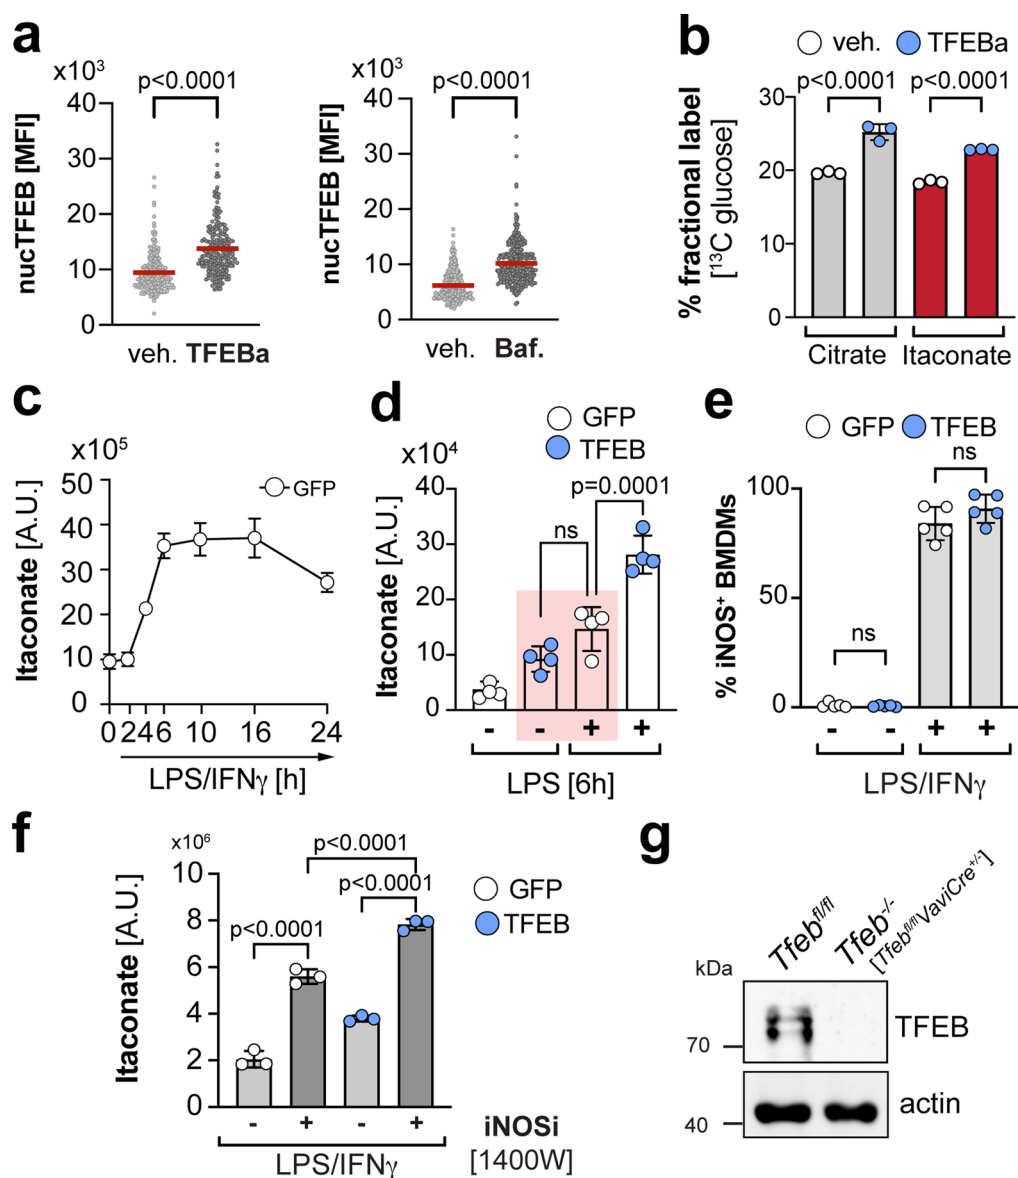 a
x10³
p<0.0001
nucTFEB [MFI]
40
30
20
10
0
veh. TFEBa
x10³
p<0.0001
nucTFEB [MFI]
40
30
20
10
0
veh. Baf.
b
veh. TFEBa
p<0.0001 p<0.0001
% fractional label
[¹³C glucose]
30
20
10
0
Citrate Itaconate
c
x10⁵
GFP
Itaconate [A.U.]
50
40
30
20
10
0
0 2 4 6 10 16 24
LPS/IFNγ [h]
d
GFP
TFEB
x10⁴
p=0.0001
ns
Itaconate [A.U.]
40
30
20
10
0
- - + +
LPS [6h]
e
GFP TFEB
ns
ns
% iNOS⁺ BMDMs
100
50
0
- - + +
LPS/IFNγ
f
x10⁶
p<0.0001
p<0.0001
p<0.0001
GFP
TFEB
Itaconate [A.U.]
10
8
6
4
2
0
- + - + iNOSi
LPS/IFNγ [1400W]
g
Tfeb^fl/fl
Tfeb^-/-
[Tfeb^fl/fl VaviCre^+/-]
kDa
TFEB
70
actin
40